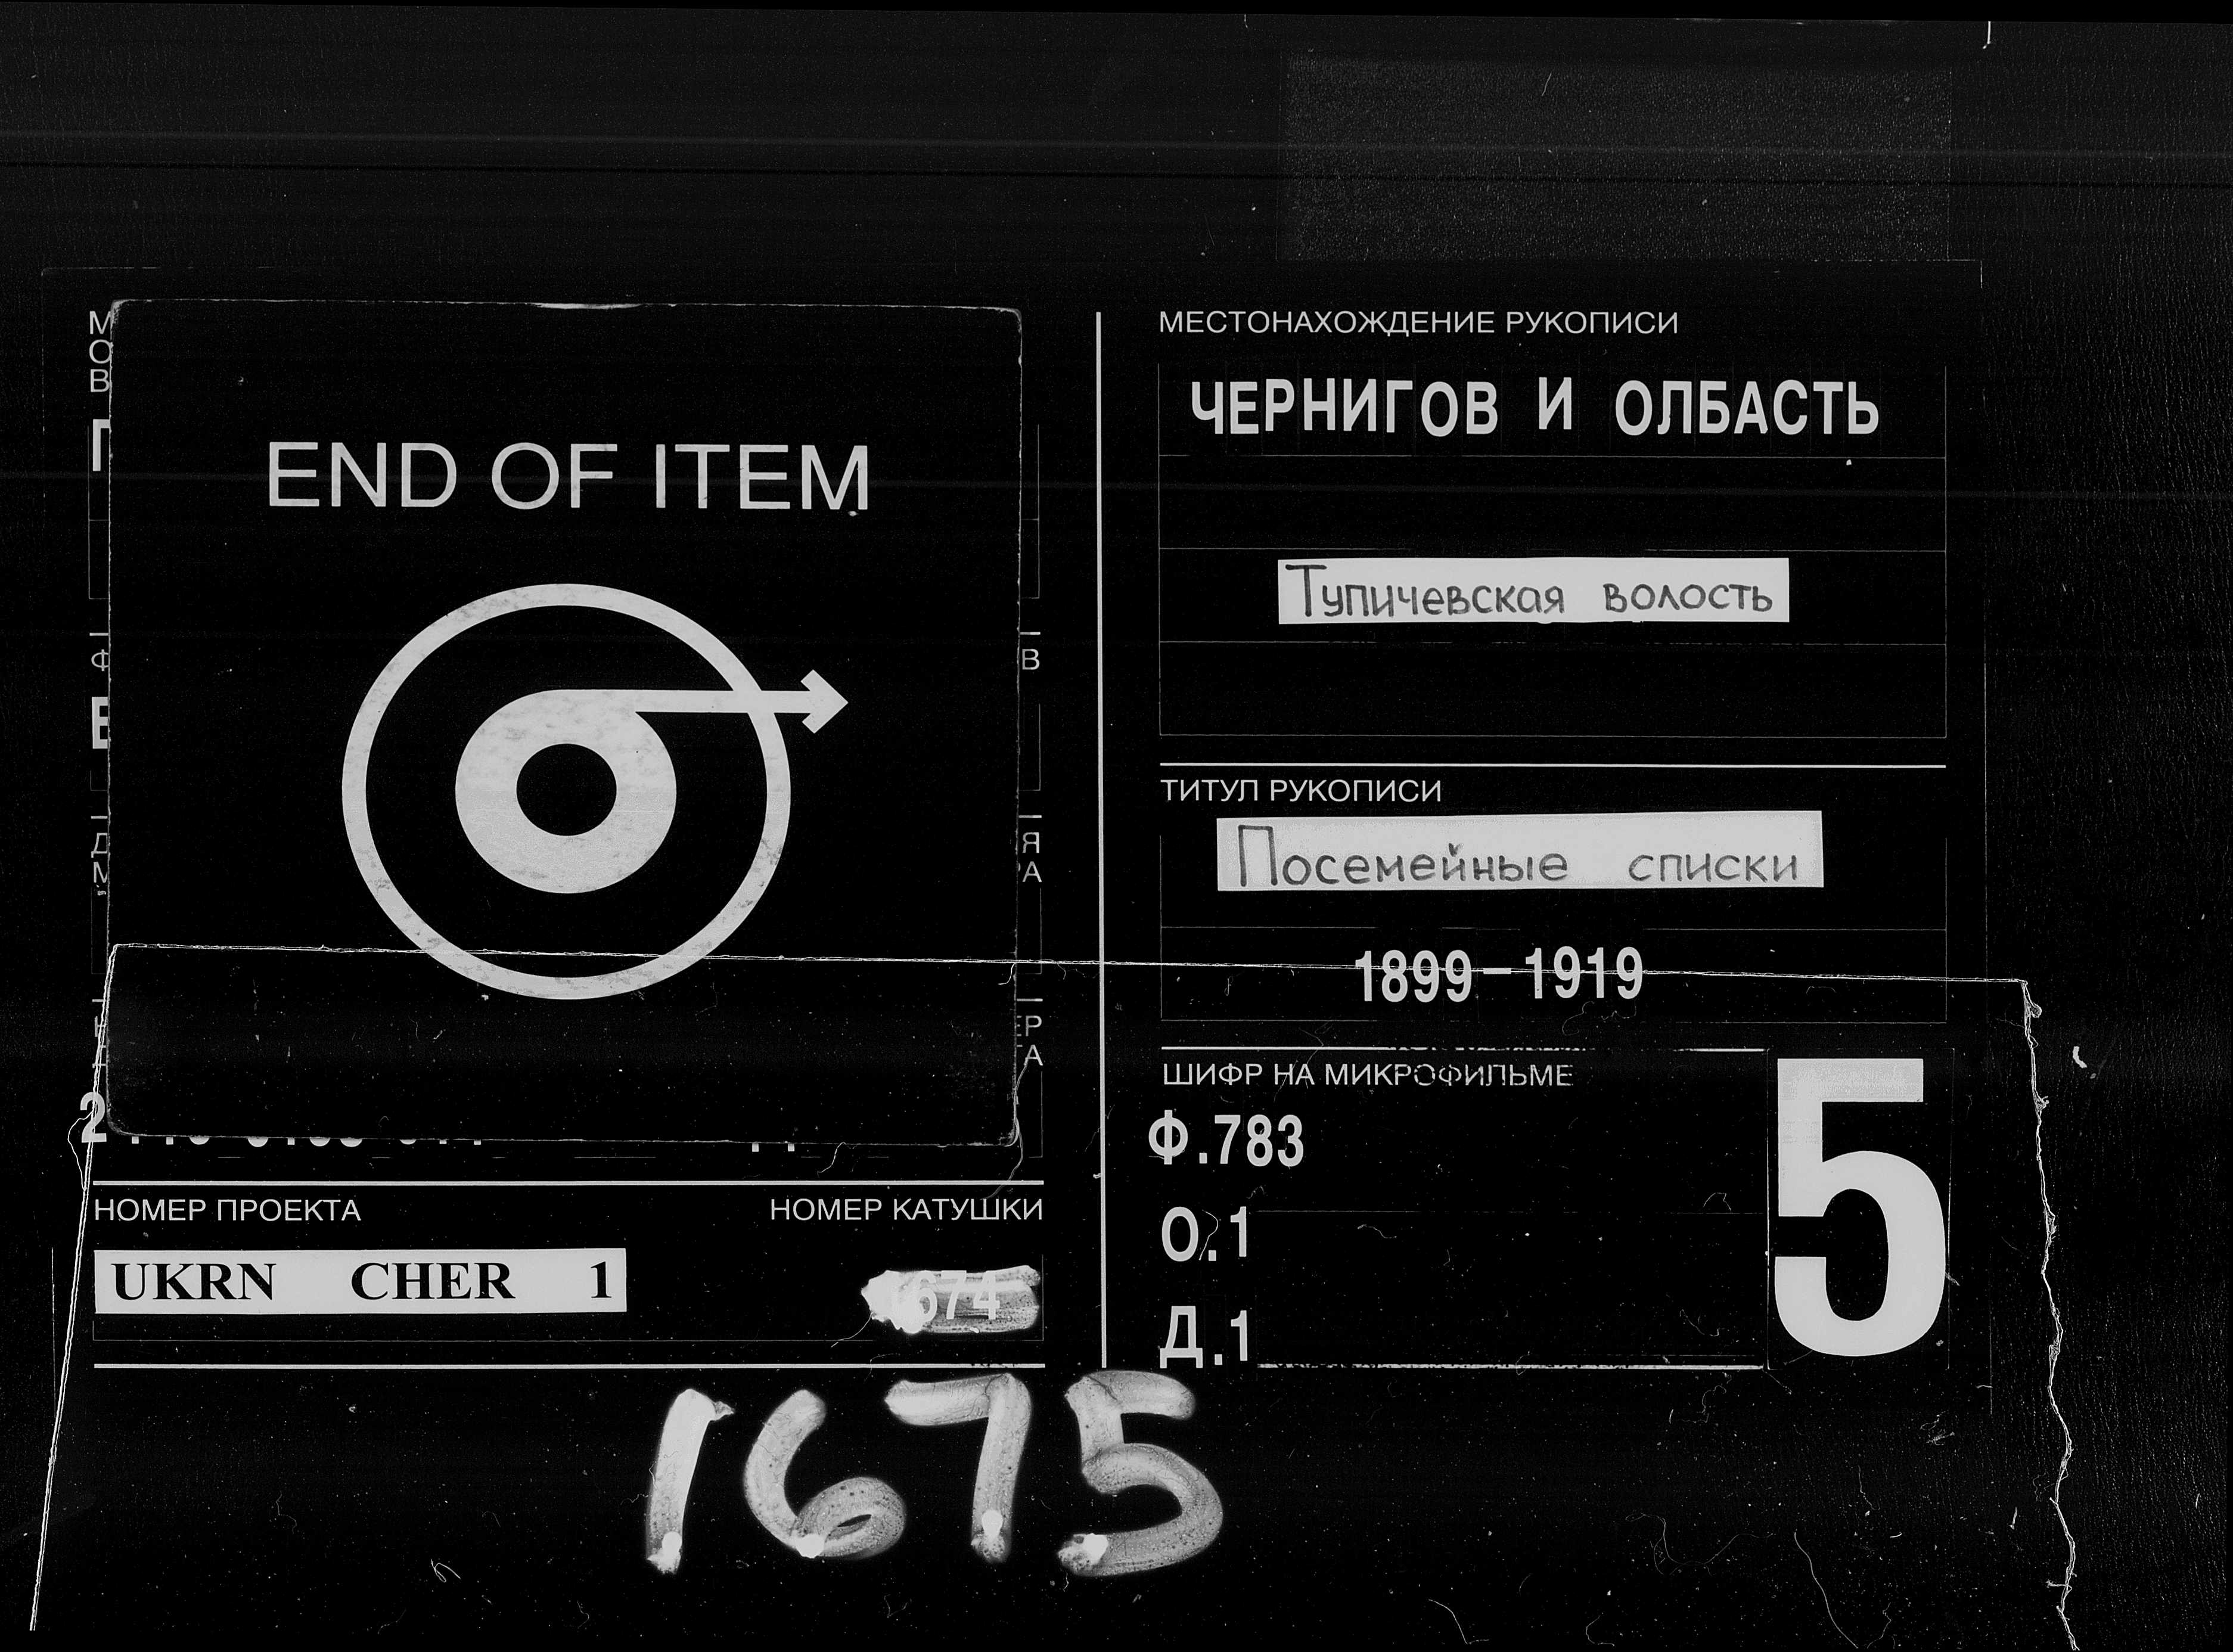 END OF ITEM
НОМЕР ПРОЕКТА
НОМЕР КАТУШКИ
UKRN CHER 1
1674
1675
МЕСТОНАХОЖДЕНИЕ РУКОПИСИ
ЧЕРНИГОВ И ОЛБАСТЬ
Тупичевская волость
ТИТУЛ РУКОПИСИ
Посемейные списки
1899-1919
ШИФР НА МИКРОФИЛЬМЕ
Ф.783
О.1
Д.1
5